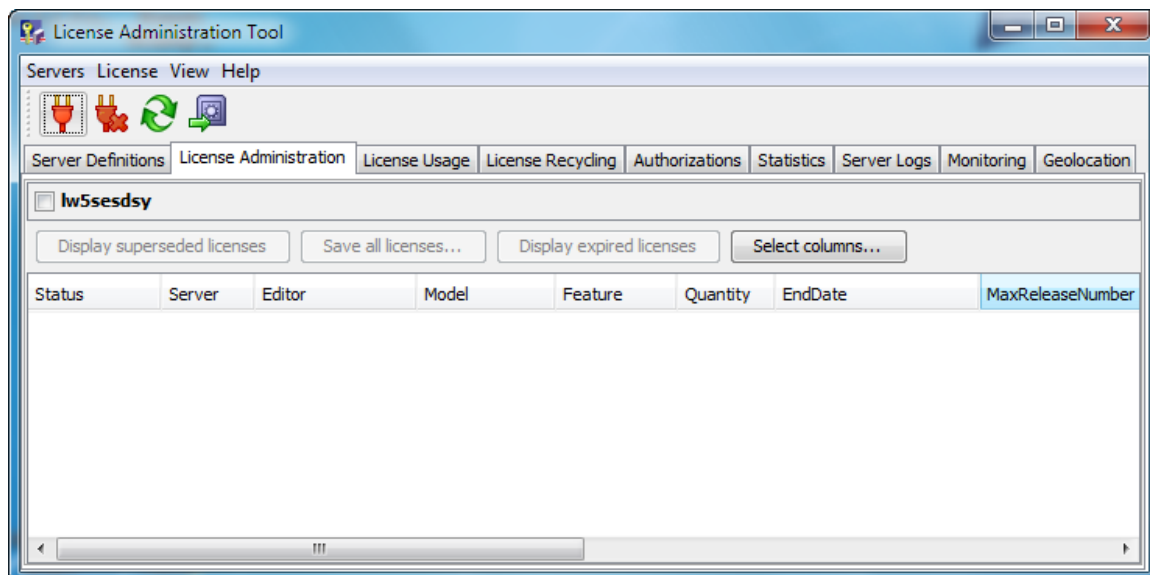 License Administration Tool
Servers License View Help
Server Definitions License Administration License Usage License Recycling Authorizations Statistics Server Logs Monitoring Geolocation
lw5sesdsy
Display superseded licenses Save all licenses... Display expired licenses Select columns...
Status Server Editor Model Feature Quantity EndDate MaxReleaseNumber